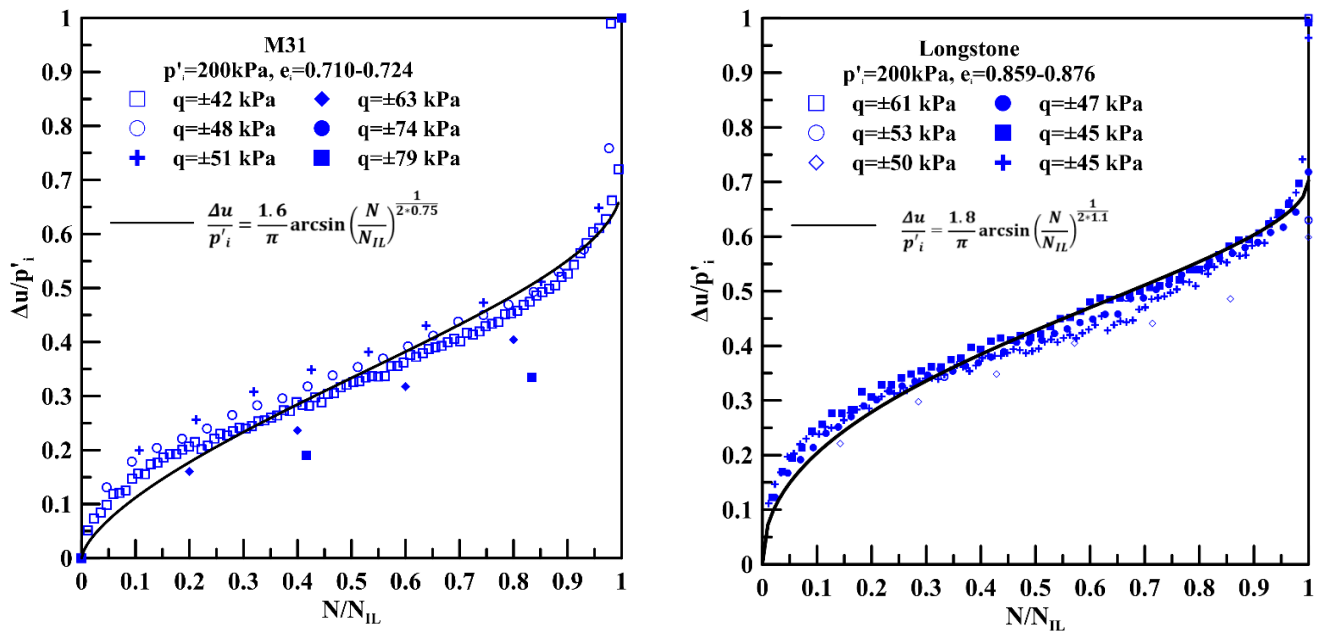 M31
p'i=200kPa, ei=0.710-0.724
q=±42 kPa q=±63 kPa
q=±48 kPa q=±74 kPa
q=±51 kPa q=±79 kPa
Δu/p'i = 1.6/π arcsin(N/NIL)^(1/(2*0.75))
Δu/p'i
1
0.9
0.8
0.7
0.6
0.5
0.4
0.3
0.2
0.1
0
0 0.1 0.2 0.3 0.4 0.5 0.6 0.7 0.8 0.9 1
N/NIL
Longstone
p'i=200kPa, ei=0.859-0.876
q=±61 kPa q=±47 kPa
q=±53 kPa q=±45 kPa
q=±50 kPa q=±45 kPa
Δu/p'i = 1.8/π arcsin(N/NIL)^(1/(2*1.1))
Δu/p'i
1
0.9
0.8
0.7
0.6
0.5
0.4
0.3
0.2
0.1
0
0 0.1 0.2 0.3 0.4 0.5 0.6 0.7 0.8 0.9 1
N/NIL